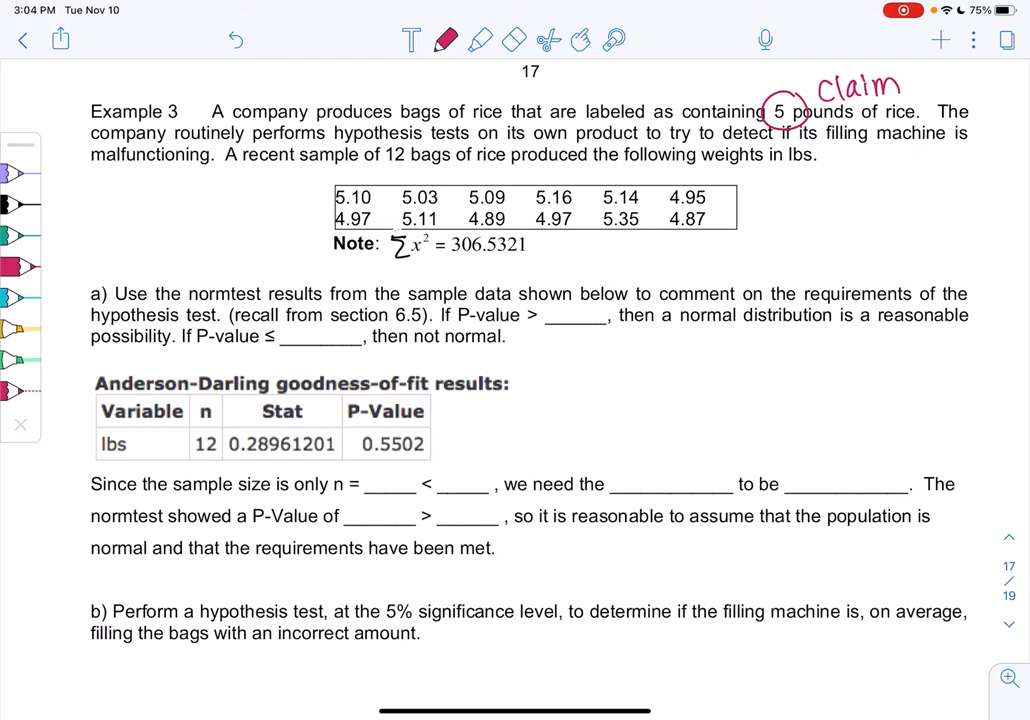 3:04 PM Tue Nov 10
75%
T
17
claim
Example 3 A company produces bags of rice that are labeled as containing 5 pounds of rice. The
company routinely performs hypothesis tests on its own product to try to detect if its filling machine is
malfunctioning. A recent sample of 12 bags of rice produced the following weights in lbs.
5.10 5.03 5.09 5.16 5.14 4.95
4.97 5.11 4.89 4.97 5.35 4.87
Note: ∑x² = 306.5321
a) Use the normtest results from the sample data shown below to comment on the requirements of the
hypothesis test. (recall from section 6.5). If P-value > ______, then a normal distribution is a reasonable
possibility. If P-value ≤ ________, then not normal.
Anderson-Darling goodness-of-fit results:
Variable n Stat P-Value
lbs 12 0.28961201 0.5502
Since the sample size is only n = _____ < _____ , we need the ____________ to be ____________. The
normtest showed a P-Value of _______ > ______ , so it is reasonable to assume that the population is
normal and that the requirements have been met.
b) Perform a hypothesis test, at the 5% significance level, to determine if the filling machine is, on average,
filling the bags with an incorrect amount.
17
/
19